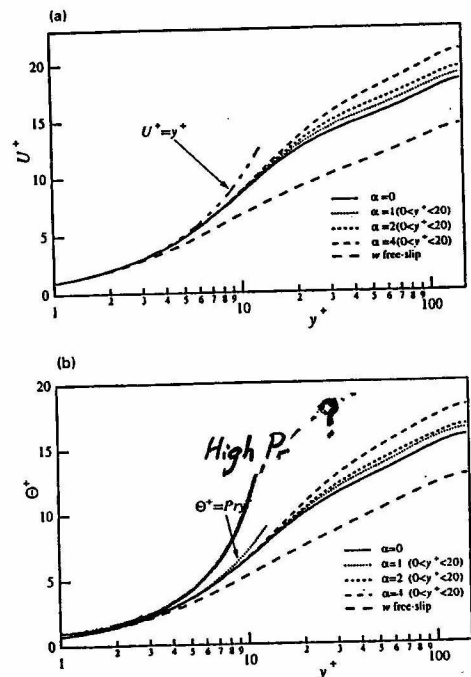 (a)
20
15
10
5
0
U⁺
U⁺=y⁺
α=0
α=1(0<y⁺<20)
α=2(0<y⁺<20)
α=4(0<y⁺<20)
w free-slip
1 2 3 4 5 6 7 8 9 10 2 3 4 5 6 7 8 9 100
y⁺
(b)
20
15
10
5
0
Θ⁺
High Pr
?
Θ⁺=Pry⁺
α=0
α=1 (0<y⁺<20)
α=2 (0<y⁺<20)
α=4 (0<y⁺<20)
w free-slip
1 2 3 4 5 6 7 8 9 10 2 3 4 5 6 7 8 9 100
y⁺